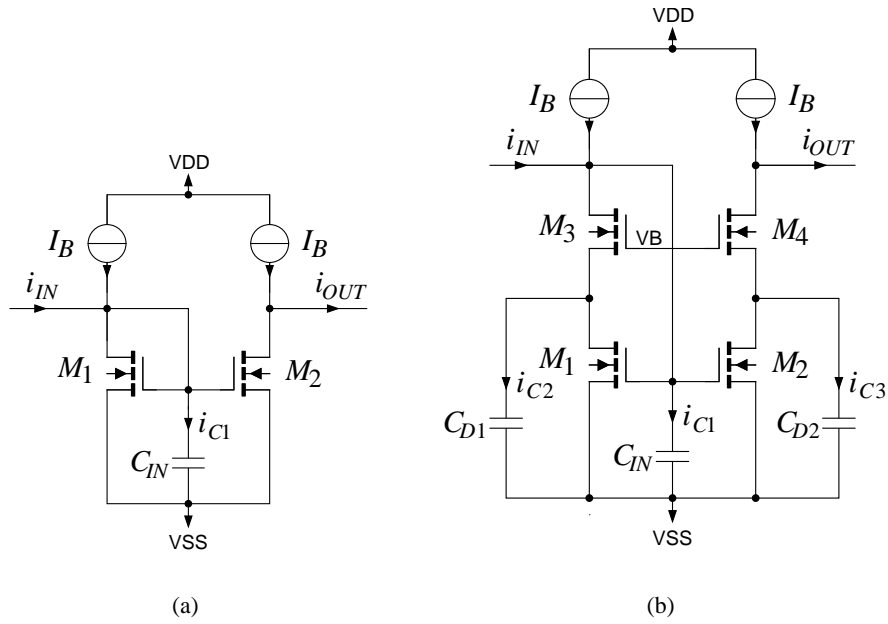 VDD
I_B I_B
i_IN i_OUT
M_1 M_2
i_C1
C_IN
VSS
(a)
VDD
I_B I_B
i_IN i_OUT
M_3 VB M_4
M_1 M_2
i_C2 i_C1 i_C3
C_D1 C_IN C_D2
VSS
(b)